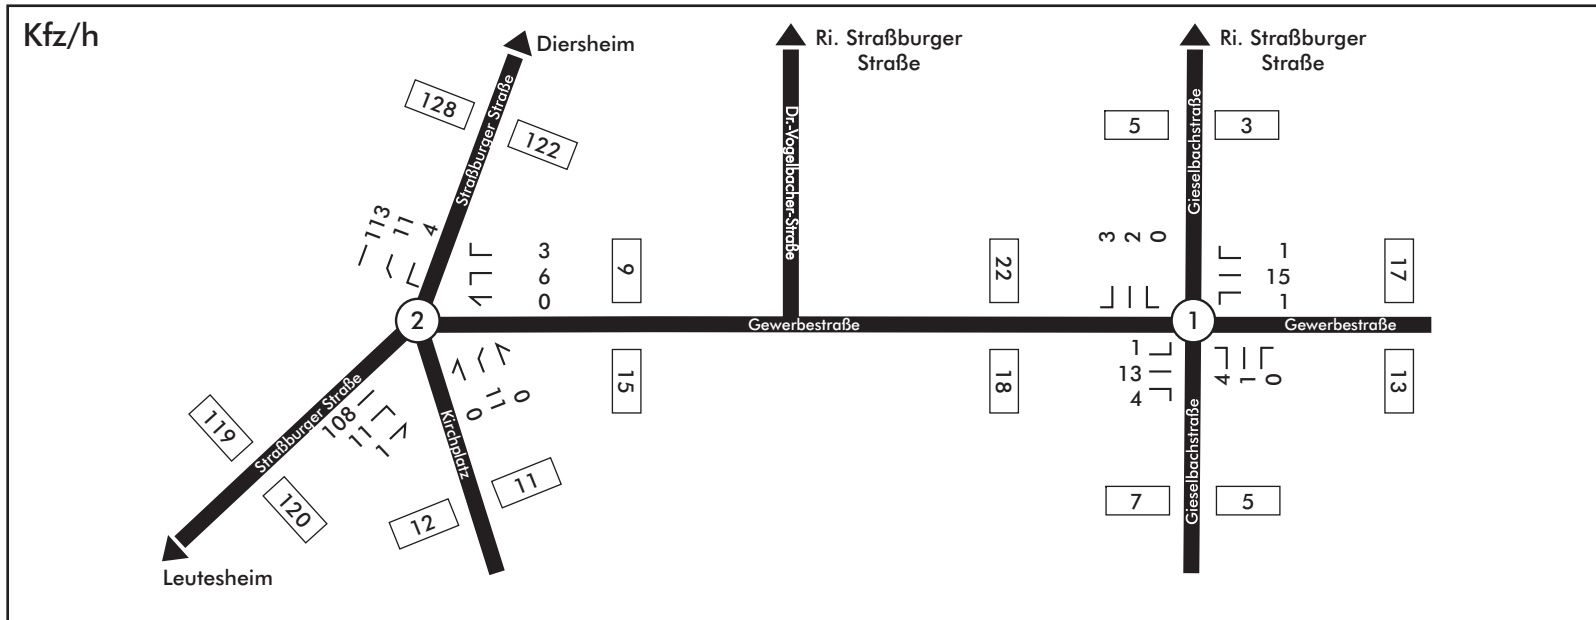 Kfz/h
Diersheim
Ri. Straßburger
Straße
Ri. Straßburger
Straße
128
122
Straßburger Straße
Dr.-Vogelbacher-Straße
5
3
Gieselbachstraße
113
11
4
3
6
0
9
22
3
2
0
1
15
1
17
2
Gewerbestraße
1
Gewerbestraße
15
18
1
13
4
4
1
0
13
0
11
0
108
11
1
119
Straßburger Straße
120
Kirchplatz
12
11
7
5
Gieselbachstraße
Leutesheim